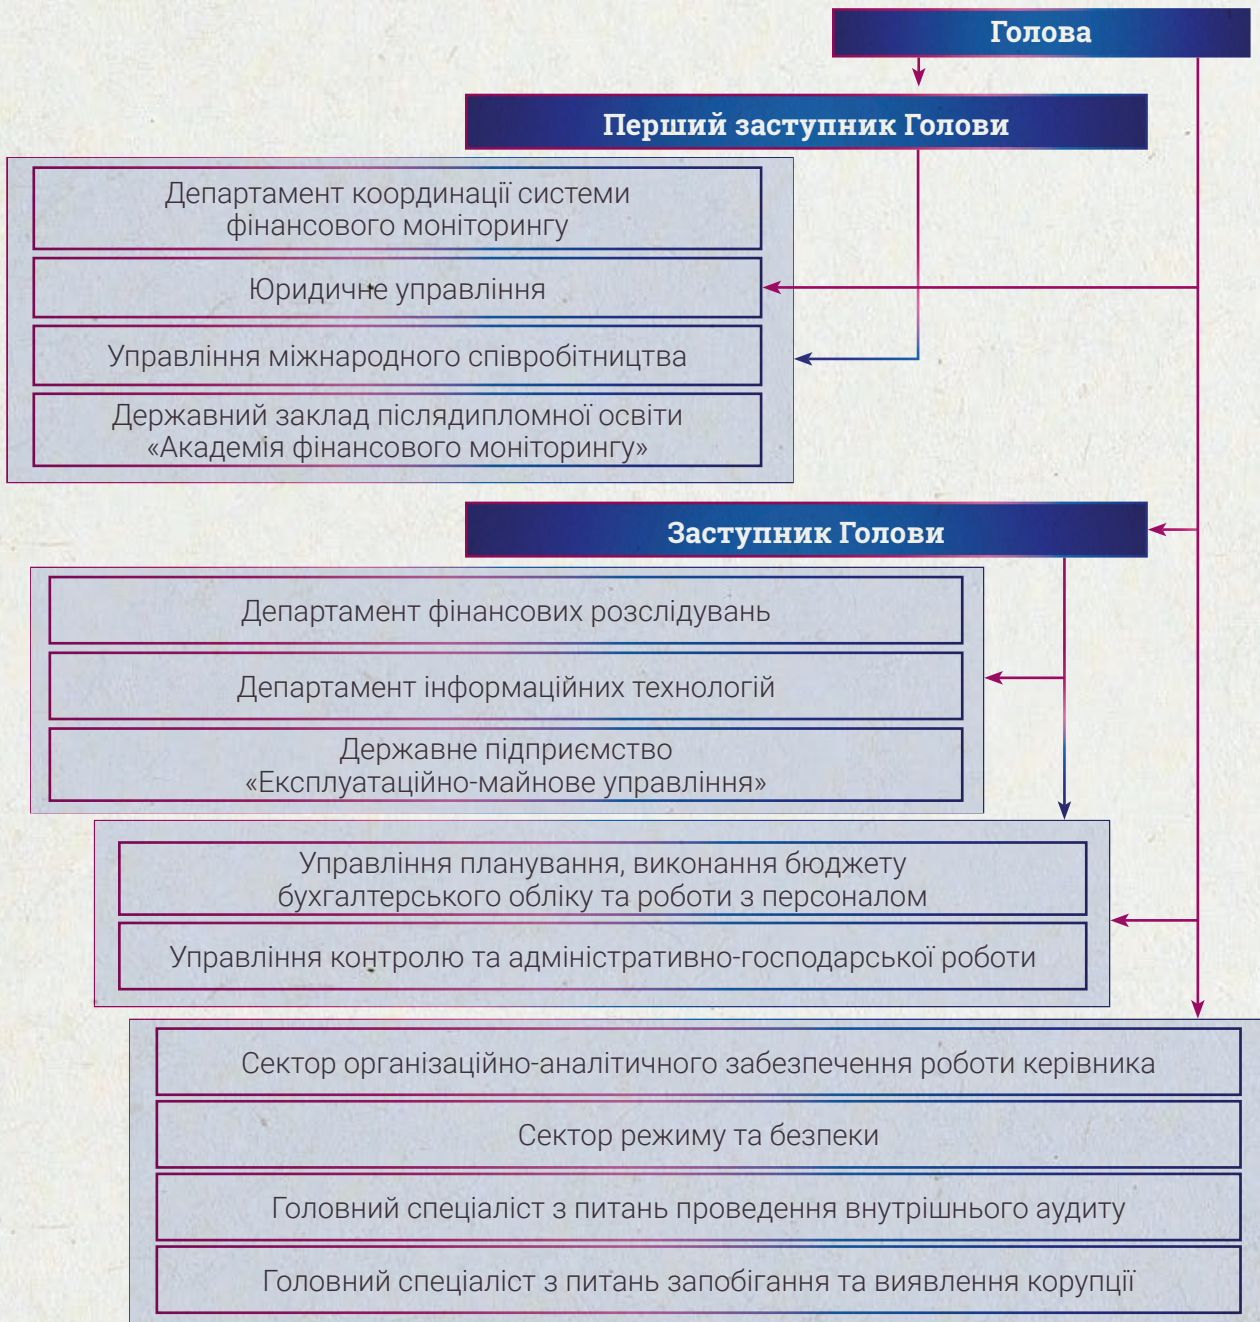 Голова
Перший заступник Голови
Департамент координації системи
фінансового моніторингу
Юридичне управління
Управління міжнародного співробітництва
Державний заклад післядипломної освіти
«Академія фінансового моніторингу»
Заступник Голови
Департамент фінансових розслідувань
Департамент інформаційних технологій
Державне підприємство
«Експлуатаційно-майнове управління»
Управління планування, виконання бюджету
бухгалтерського обліку та роботи з персоналом
Управління контролю та адміністративно-господарської роботи
Сектор організаційно-аналітичного забезпечення роботи керівника
Сектор режиму та безпеки
Головний спеціаліст з питань проведення внутрішнього аудиту
Головний спеціаліст з питань запобігання та виявлення корупції